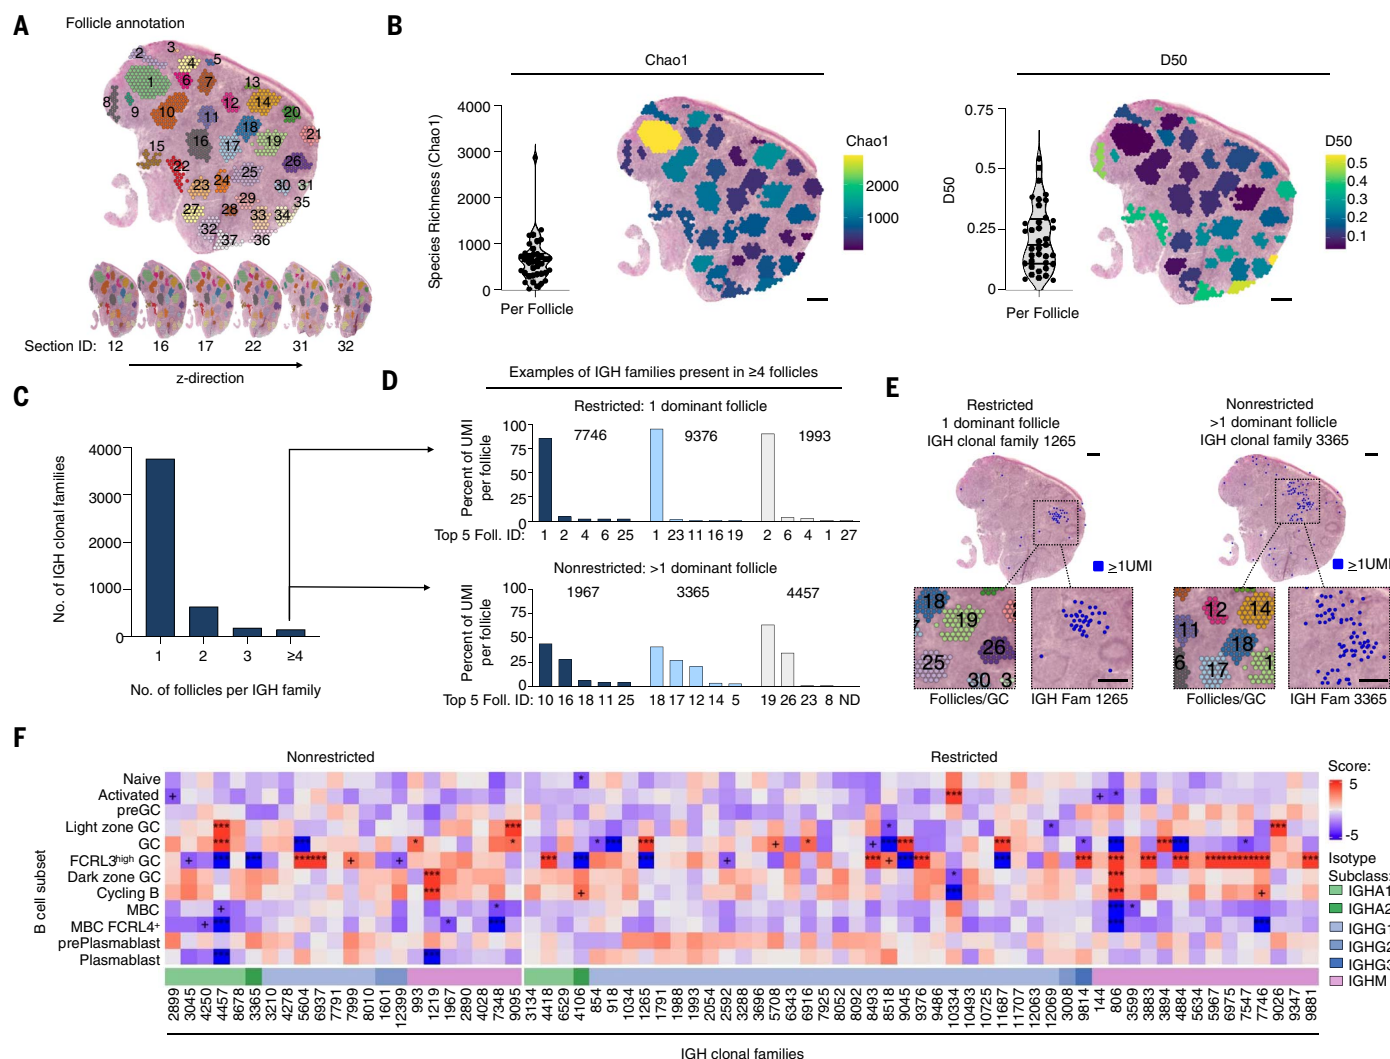 A
Follicle annotation
1
2
3
4
5
6
7
8
9
10
11
12
13
14
15
16
17
18
19
20
21
22
23
24
25
26
27
28
29
30
31
32
33
34
35
36
37
Section ID: 12 16 17 22 31 32
z-direction
B
Chao1
Species Richness (Chao1)
4000
3000
2000
1000
0
Per Follicle
Chao1
2000
1000
D50
D50
0.75
0.5
0.25
0
Per Follicle
D50
0.5
0.4
0.3
0.2
0.1
C
No. of IGH clonal families
4000
3000
2000
1000
0
1 2 3 ≥4
No. of follicles per IGH family
D
Examples of IGH families present in ≥4 follicles
Restricted: 1 dominant follicle
Percent of UMI
per follicle
100
75
50
25
0
7746 9376 1993
Top 5 Foll. ID: 1 2 4 6 25 1 23 11 16 19 2 6 4 1 27
Nonrestricted: >1 dominant follicle
Percent of UMI
per follicle
100
75
50
25
0
1967 3365 4457
Top 5 Foll. ID: 10 16 18 11 25 18 17 12 14 5 19 26 23 8 ND
E
Restricted
1 dominant follicle
IGH clonal family 1265
≥1UMI
18
19
26
25
30 3
Follicles/GC
IGH Fam 1265
Nonrestricted
>1 dominant follicle
IGH clonal family 3365
≥1UMI
12 14
11
18
6 17 1
Follicles/GC
IGH Fam 3365
F
Nonrestricted
Restricted
B cell subset
Naive
Activated
preGC
Light zone GC
GC
FCRL3high GC
Dark zone GC
Cycling B
MBC
MBC FCRL4+
prePlasmablast
Plasmablast
Score:
5
-5
Isotype
Subclass:
IGHA1
IGHA2
IGHG1
IGHG2
IGHG3
IGHM
2899 3045 4250 4457 8678 3365 3210 4278 5604 6937 7791 7999 8010 1601 12399 993 1219 1967 2890 4028 7348 9095
3134 4418 6529 4106 854 918 1034 1265 1791 1988 1993 2054 2592 3288 3696 5708 6343 6916 7925 8052 8092 8493 8518 9045 9376 9486 10334 10493 10725 11687 11707 12063 12069 3008 9814 144 806 3599 3883 3894 4884 5634 5967 6975 7547 7746 9026 9347 9881
IGH clonal families